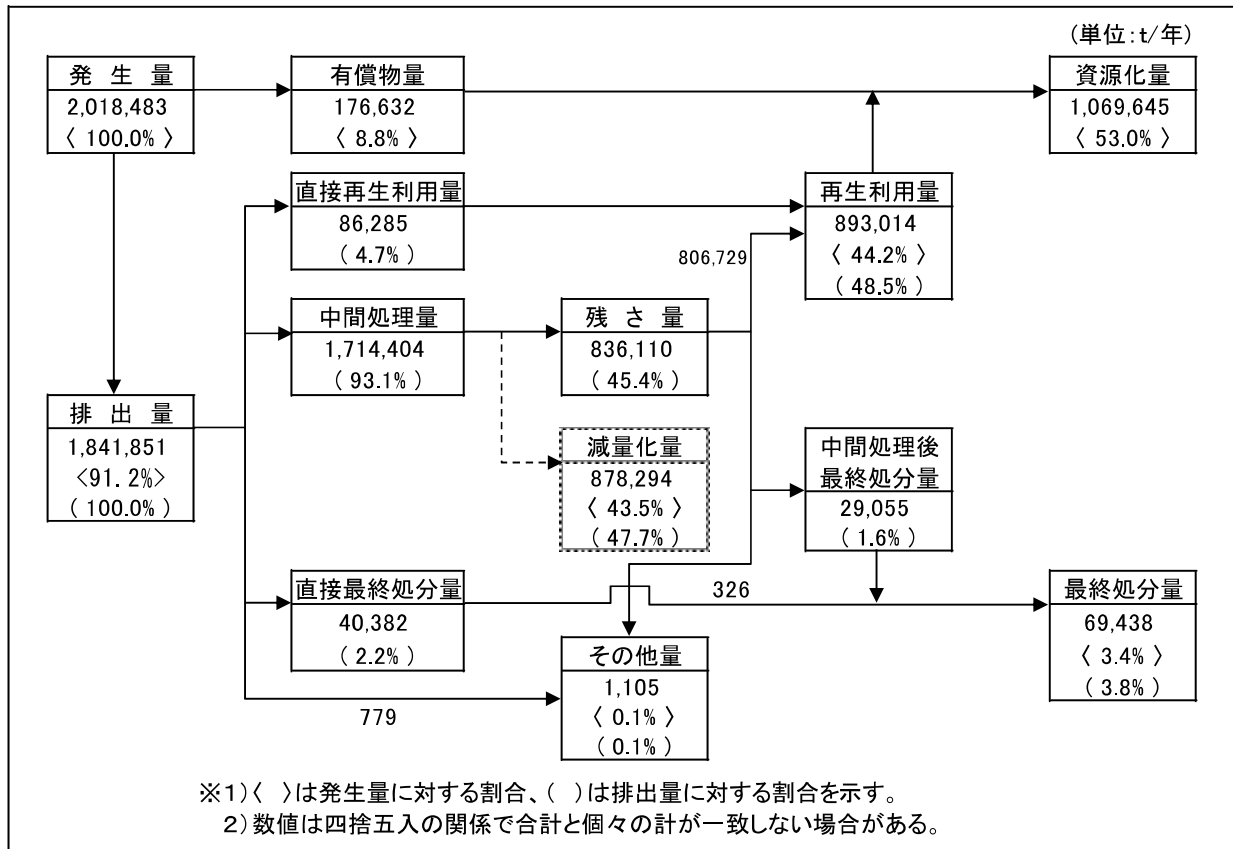 (単位:t/年)
発 生 量
2,018,483
〈 100.0% 〉
有償物量
176,632
〈 8.8% 〉
資源化量
1,069,645
〈 53.0% 〉
直接再生利用量
86,285
( 4.7% )
再生利用量
893,014
〈 44.2% 〉
( 48.5% )
806,729
中間処理量
1,714,404
( 93.1% )
残 さ 量
836,110
( 45.4% )
排 出 量
1,841,851
<91.2%>
( 100.0% )
減量化量
878,294
〈 43.5% 〉
( 47.7% )
中間処理後
最終処分量
29,055
( 1.6% )
直接最終処分量
40,382
( 2.2% )
326
最終処分量
69,438
〈 3.4% 〉
( 3.8% )
その他量
1,105
〈 0.1% 〉
( 0.1% )
779
※1)〈 〉は発生量に対する割合、( )は排出量に対する割合を示す。
2)数値は四捨五入の関係で合計と個々の計が一致しない場合がある。